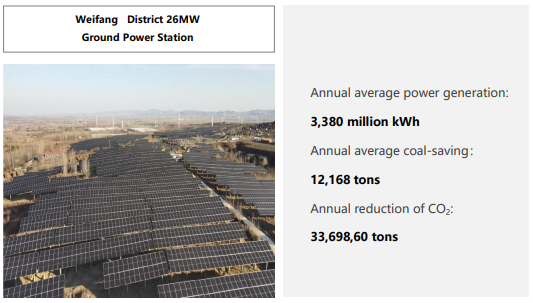 Weifang District 26MW
Ground Power Station
Annual average power generation:
3,380 million kWh
Annual average coal-saving:
12,168 tons
Annual reduction of CO₂:
33,698,60 tons